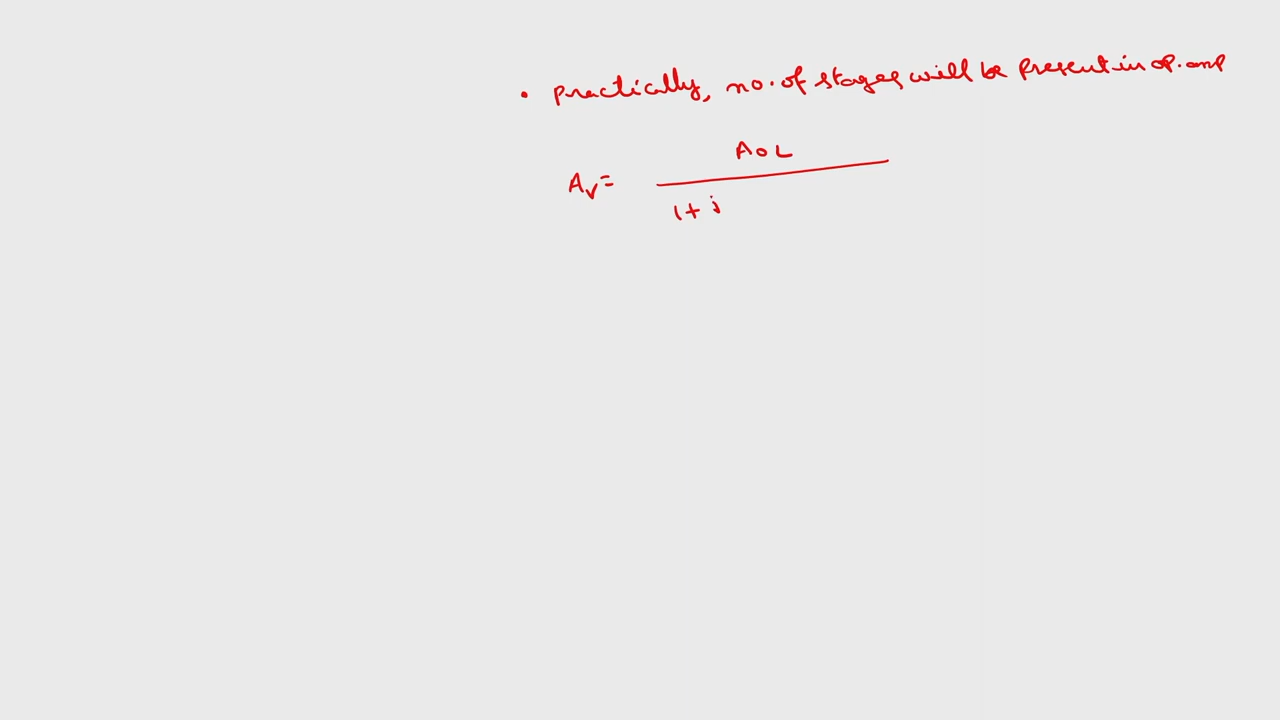 • practically, no. of stages will be present in op. amp
AOL
Av =
1 + j